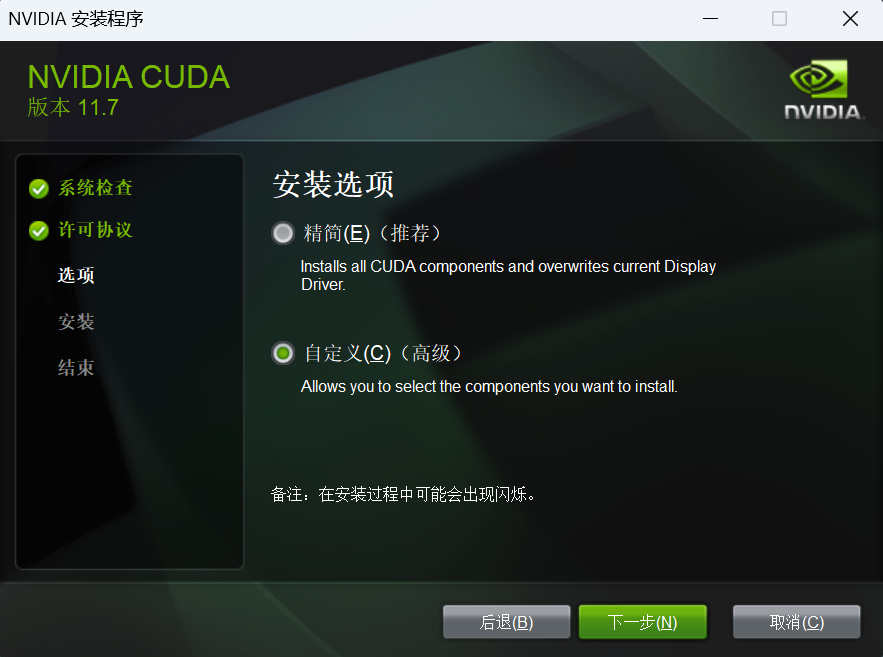 NVIDIA 安装程序
NVIDIA CUDA
版本 11.7
NVIDIA.
系统检查
许可协议
选项
安装
结束
安装选项
精简(E)（推荐）
Installs all CUDA components and overwrites current Display
Driver.
自定义(C)（高级）
Allows you to select the components you want to install.
备注：在安装过程中可能会出现闪烁。
后退(B)
下一步(N)
取消(C)